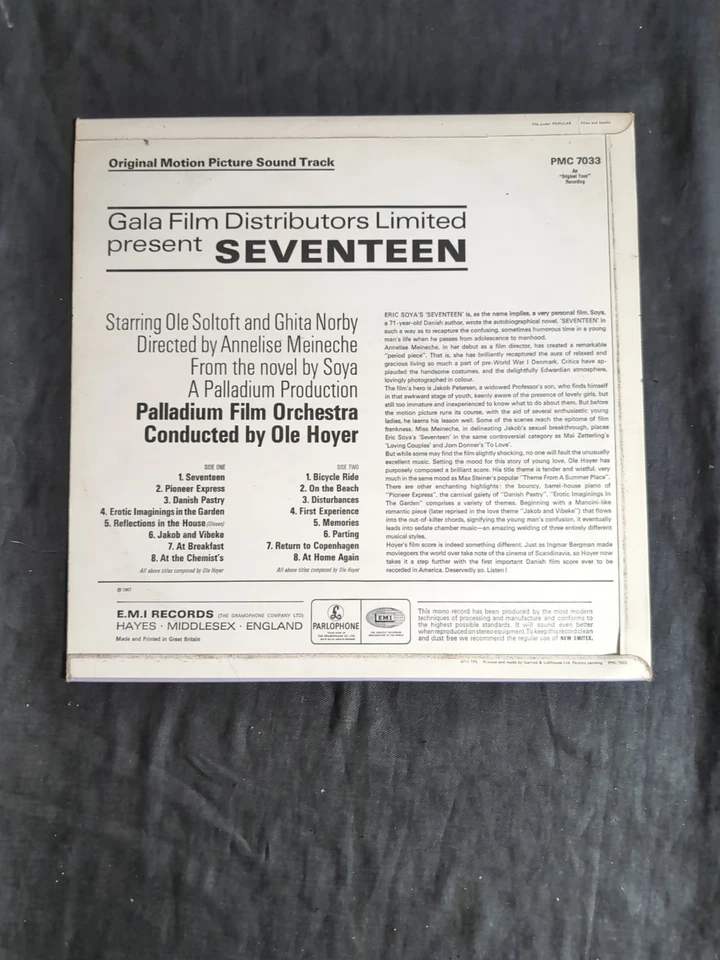 File under POPULAR : Films and Shows
Original Motion Picture Sound Track
PMC 7033
An
"Original Time"
Recording
Gala Film Distributors Limited
present SEVENTEEN
Starring Ole Soltoft and Ghita Norby
Directed by Annelise Meineche
From the novel by Soya
A Palladium Production
Palladium Film Orchestra
Conducted by Ole Hoyer
SIDE ONE
1. Seventeen
2. Pioneer Express
3. Danish Pastry
4. Erotic Imaginings in the Garden
5. Reflections in the House
6. Jakob and Vibeke
7. At Breakfast
8. At the Chemist's
All above titles composed by Ole Hoyer
SIDE TWO
1. Bicycle Ride
2. On the Beach
3. Disturbances
4. First Experience
5. Memories
6. Parting
7. Return to Copenhagen
8. At Home Again
All above titles composed by Ole Hoyer
ERIC SOYA'S 'SEVENTEEN' is, as the name implies, a very personal film. Soya,
a 71-year-old Danish author, wrote the autobiographical novel, 'SEVENTEEN' in
such a way as to recapture the confusing, sometimes humorous time in a young
man's life when he passes from adolescence to manhood.
Annelise Meineche, in her debut as a film director, has created a remarkable
"period piece". That is, she has brilliantly recaptured the aura of relaxed and
gracious living so much a part of pre-World War I Denmark. Critics have ap-
plauded the handsome costumes, and the delightfully Edwardian atmosphere,
lovingly photographed in colour.
The film's hero is Jakob Petersen, a widowed Professor's son, who finds himself
in that awkward stage of youth, keenly aware of the presence of lovely girls, but
still too immature and inexperienced to know what to do about them. But before
the motion picture runs its course, with the aid of several enthusiastic young
ladies, he learns his lesson well. Some of the scenes reach the epitome of film
frankness. Miss Meineche, in delineating Jakob's sexual breakthrough, places
Eric Soya's 'Seventeen' in the same controversial category as Mai Zetterling's
'Loving Couples' and Jorn Donner's 'To Love'.
But while some may find the film slightly shocking, no one will fault the unusually
excellent music. Setting the mood for this story of young love, Ole Hoyer has
purposely composed a brilliant score. His title theme is tender and wistful, very
much in the same mood as Max Steiner's popular "Theme From A Summer Place".
There are other enchanting highlights: the bouncy, barrel-house piano of
"Pioneer Express", the carnival gaiety of "Danish Pastry". "Erotic Imaginings In
The Garden" comprises a variety of themes. Beginning with a Mancini-like
romantic piece (later reprised in the love theme "Jakob and Vibeke") that flows
into the out-of-kilter chords, signifying the young man's confusion, it eventually
leads into sedate chamber music—an amazing welding of three entirely different
musical styles.
Hoyer's film score is indeed something different. Just as Ingmar Bergman made
moviegoers the world over take note of the cinema of Scandinavia, so Hoyer now
takes it a step further with the first important Danish film score ever to be
recorded in America. Deservedly so. Listen!
℗ 1967
E.M.I RECORDS (THE GRAMOPHONE COMPANY LTD)
HAYES · MIDDLESEX · ENGLAND
Made and Printed in Great Britain
PARLOPHONE
EMI
This mono record has been produced by the most modern
techniques of processing and manufacture and conforms to
the highest possible standards. It will sound even better
when reproduced on stereo equipment. To keep this record clean
and dust free we recommend the regular use of NEW EMITEX.
6711 TPS Printed and made by Garrod & Lofthouse Ltd. Patents pending PMC 7033